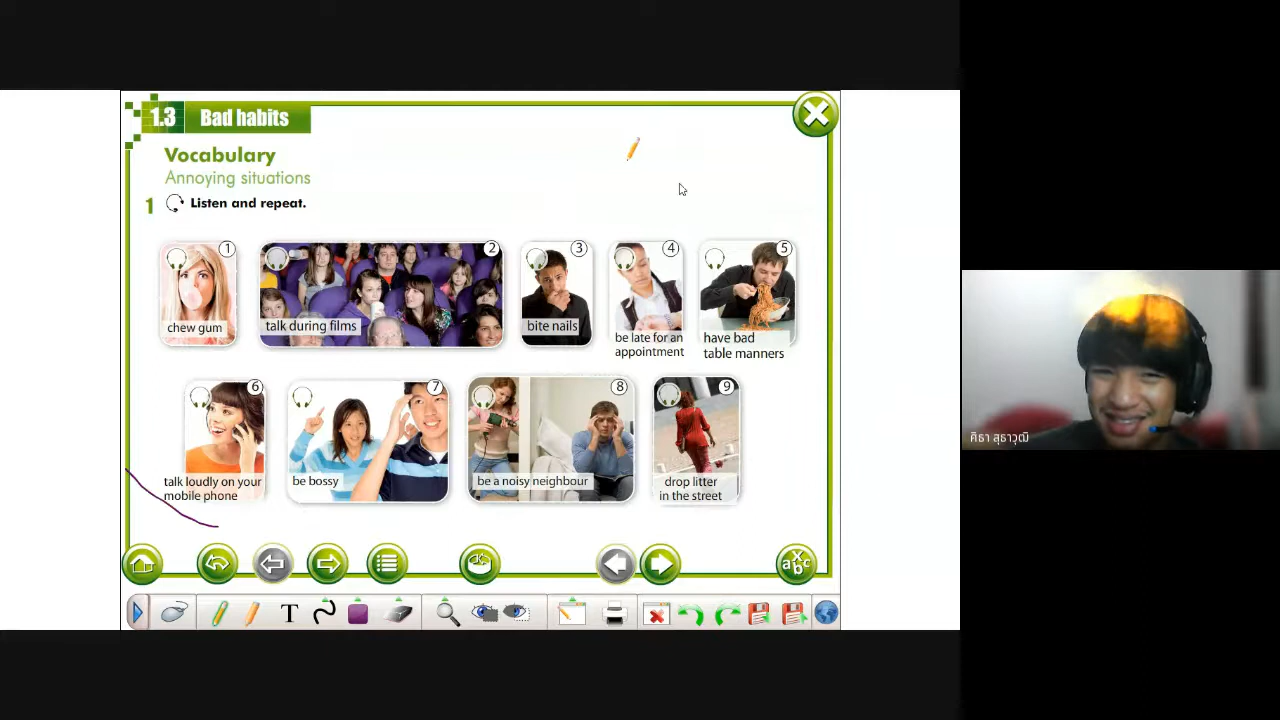 1.3 Bad habits
Vocabulary
Annoying situations
1 Listen and repeat.
1
chew gum
2
talk during films
3
bite nails
4
be late for an
appointment
5
have bad
table manners
6
talk loudly on your
mobile phone
7
be bossy
8
be a noisy neighbour
9
drop litter
in the street
X
abc
T
ศิธา สุธาวุฒิ